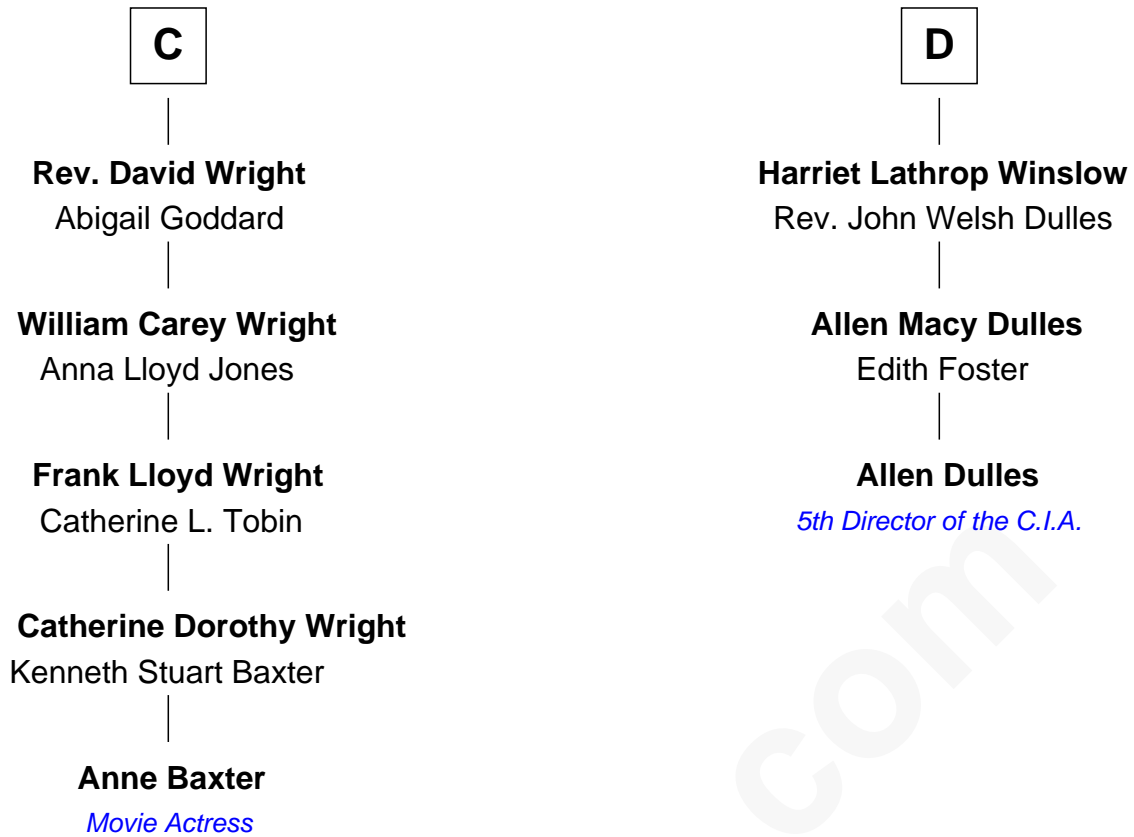 C
Rev. David Wright
Abigail Goddard
William Carey Wright
Anna Lloyd Jones
Frank Lloyd Wright
Catherine L. Tobin
Catherine Dorothy Wright
Kenneth Stuart Baxter
Anne Baxter
Movie Actress
D
Harriet Lathrop Winslow
Rev. John Welsh Dulles
Allen Macy Dulles
Edith Foster
Allen Dulles
5th Director of the C.I.A.
com